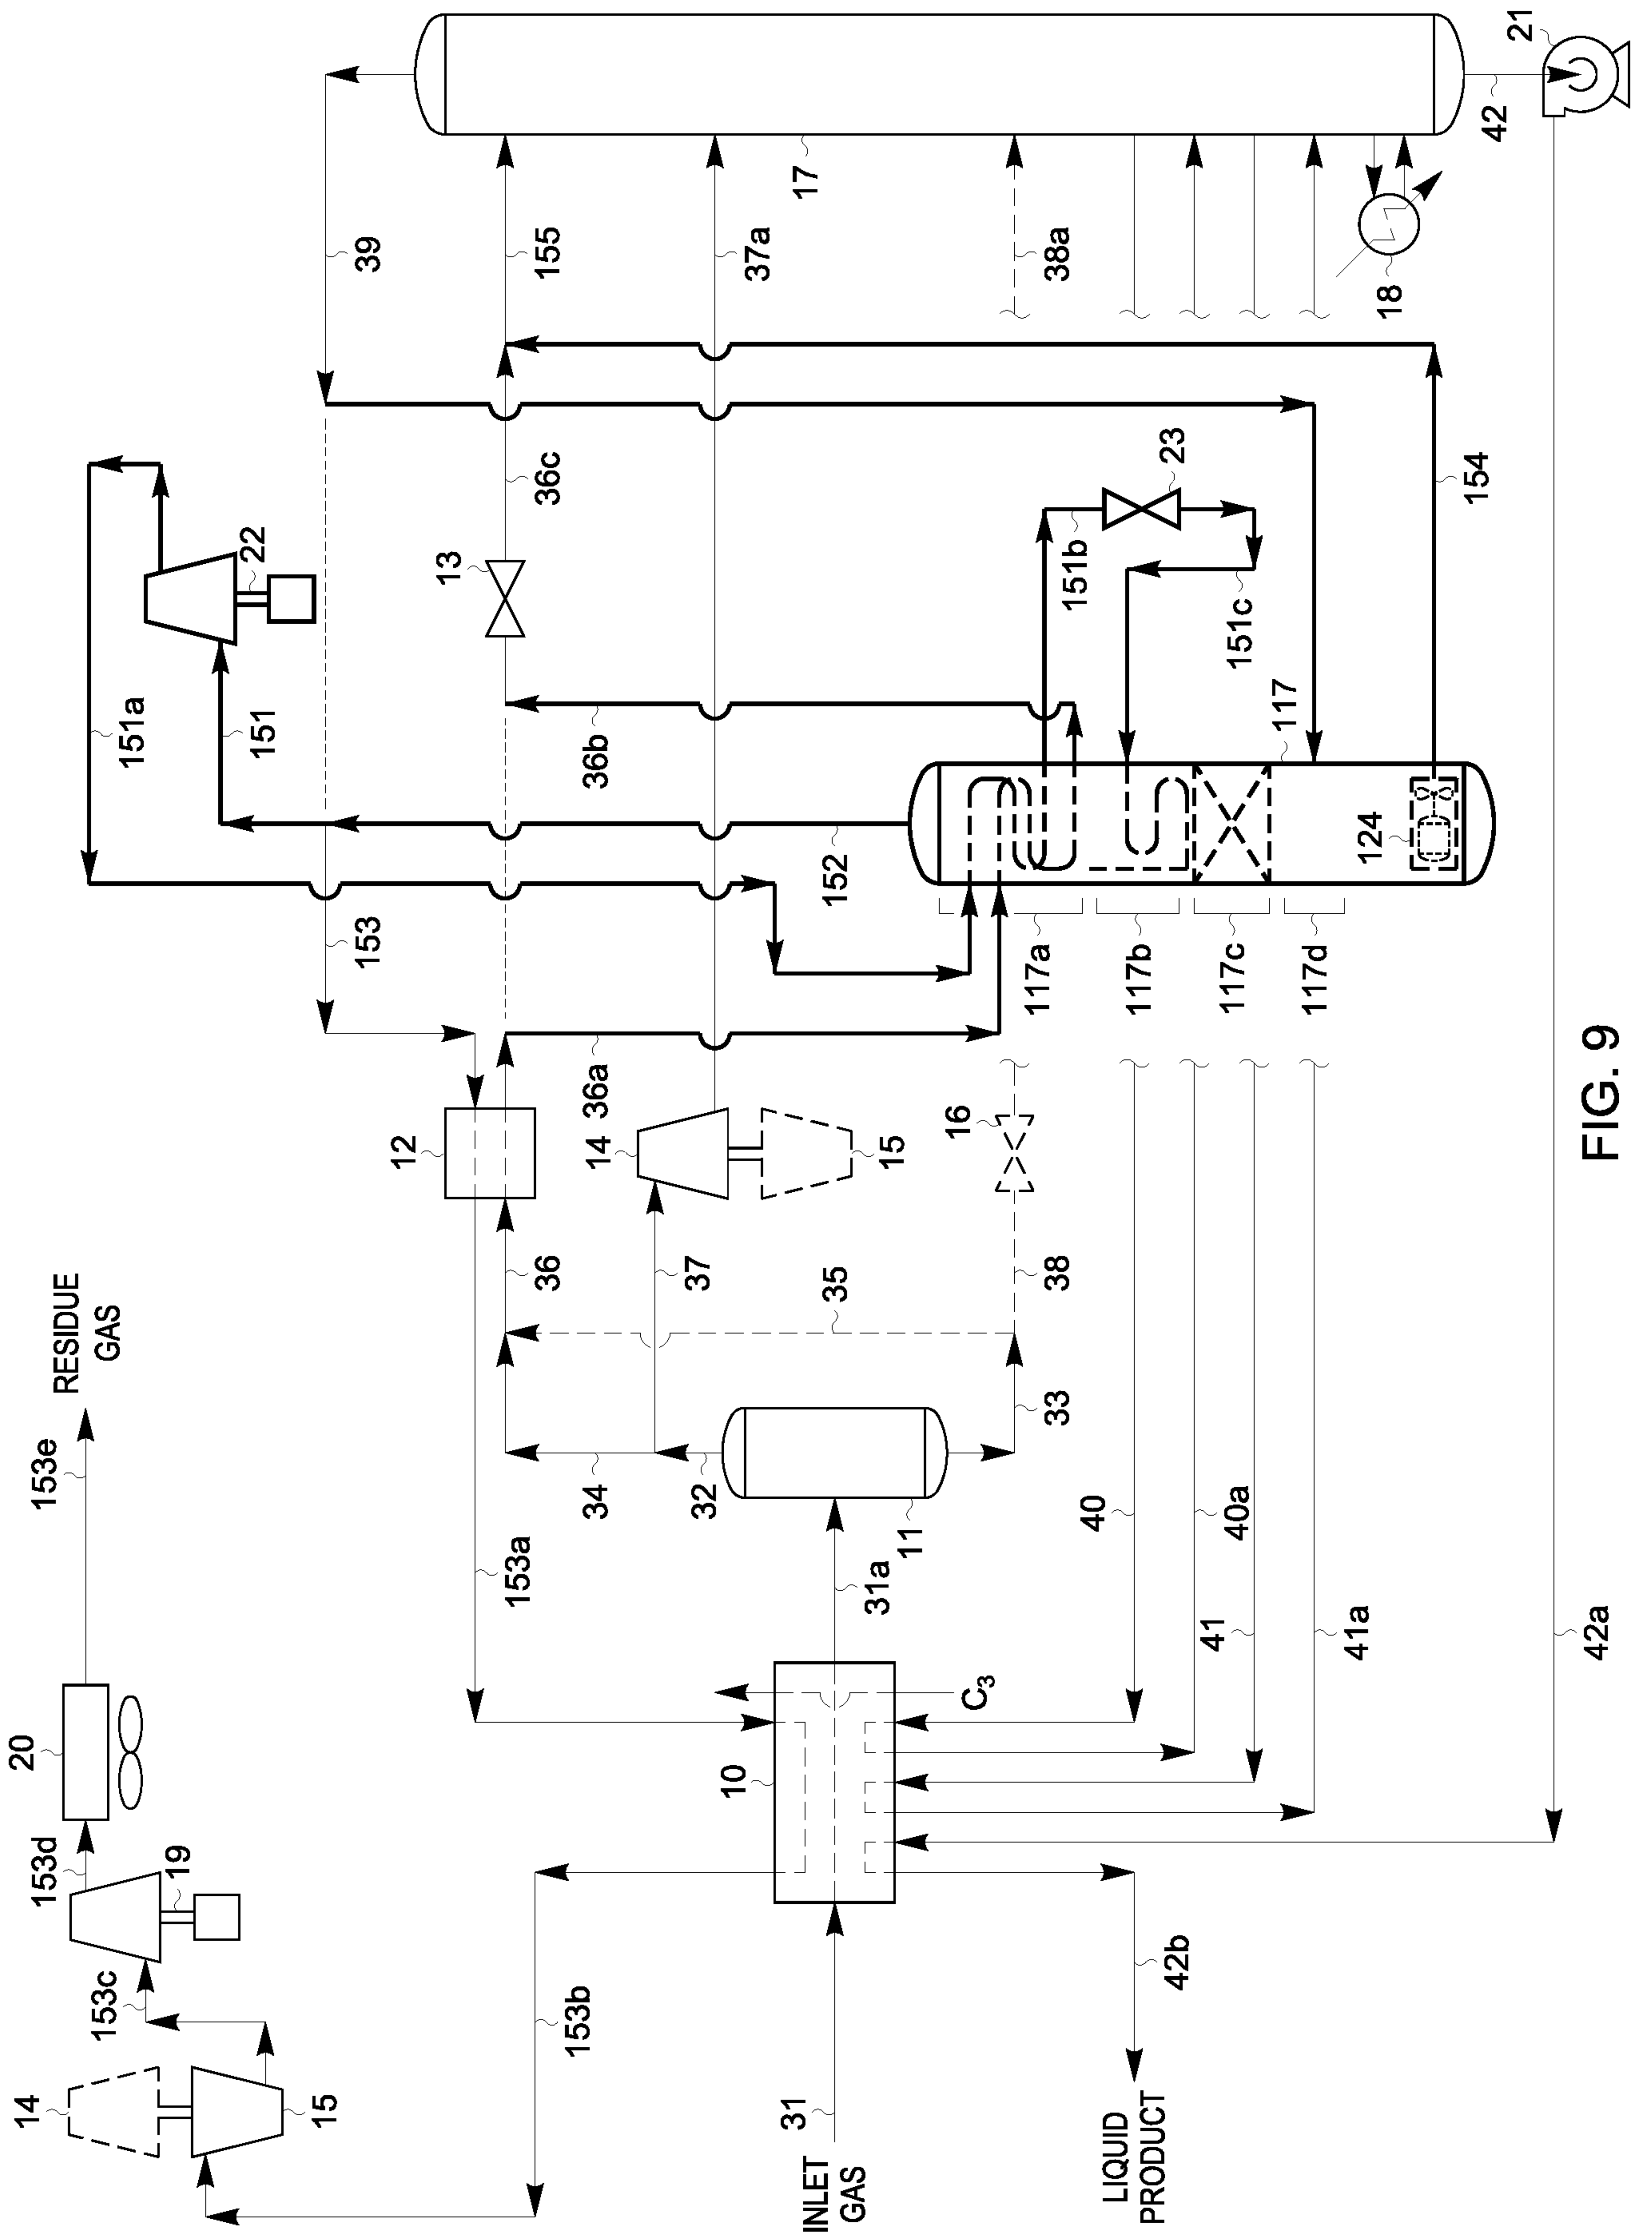 FIG. 9
RESIDUE
GAS
153e
20
153d
19
153c
14
15
153b
153a
INLET
GAS
31
10
C3
31a
11
LIQUID
PRODUCT
42b
32
34
33
35
36
37
38
12
14
15
16
40
40a
41
41a
42a
36a
153
151a
151
22
152
36b
13
36c
39
155
37a
38a
17
18
42
21
151b
23
151c
154
117
124
117a
117b
117c
117d